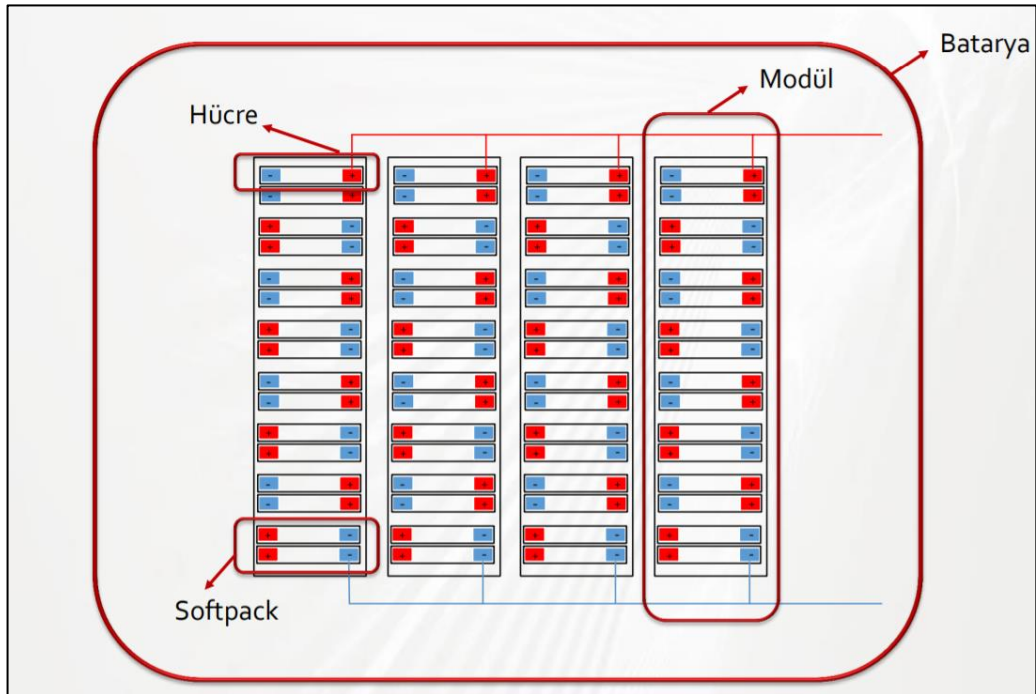 Batarya
Modül
Hücre
- + - + - + - +
- + - + - + - +
+ - + - + - + -
+ - + - + - + -
- + - + - + - +
- + - + - + - +
+ - + - + - + -
+ - + - + - + -
- + - + - + - +
- + - + - + - +
+ - + - + - + -
+ - + - + - + -
- + - + - + - +
- + - + - + - +
+ - + - + - + -
+ - + - + - + -
Softpack